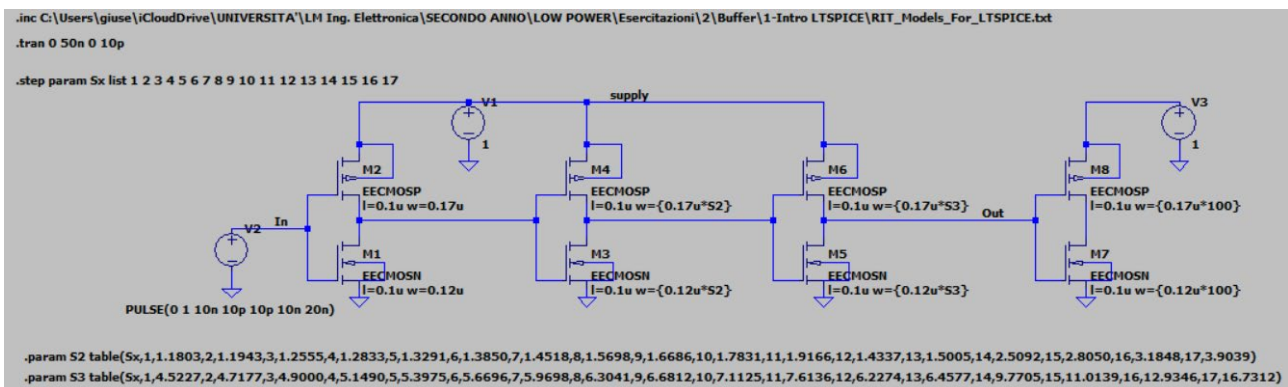 .inc C:\Users\giuse\iCloudDrive\UNIVERSITA'\LM Ing. Elettronica\SECONDO ANNO\LOW POWER\Esercitazioni\2\Buffer\1-Intro LTSPICE\RIT_Models_For_LTSPICE.txt
.tran 0 50n 0 10p
.step param Sx list 1 2 3 4 5 6 7 8 9 10 11 12 13 14 15 16 17
supply
V1
1
V3
1
M2
EECMOSP
l=0.1u w=0.17u
M4
EECMOSP
l=0.1u w={0.17u*S2}
M6
EECMOSP
l=0.1u w={0.17u*S3}
M8
EECMOSP
l=0.1u w={0.17u*100}
V2
In
Out
M1
EECMOSN
l=0.1u w=0.12u
M3
EECMOSN
l=0.1u w={0.12u*S2}
M5
EECMOSN
l=0.1u w={0.12u*S3}
M7
EECMOSN
l=0.1u w={0.12u*100}
PULSE(0 1 10n 10p 10p 10n 20n)
.param S2 table(Sx,1,1.1803,2,1.1943,3,1.2555,4,1.2833,5,1.3291,6,1.3850,7,1.4518,8,1.5698,9,1.6686,10,1.7831,11,1.9166,12,1.4337,13,1.5005,14,2.5092,15,2.8050,16,3.1848,17,3.9039)
.param S3 table(Sx,1,4.5227,2,4.7177,3,4.9000,4,5.1490,5,5.3975,6,5.6696,7,5.9698,8,6.3041,9,6.6812,10,7.1125,11,7.6136,12,6.2274,13,6.4577,14,9.7705,15,11.0139,16,12.9346,17,16.7312)